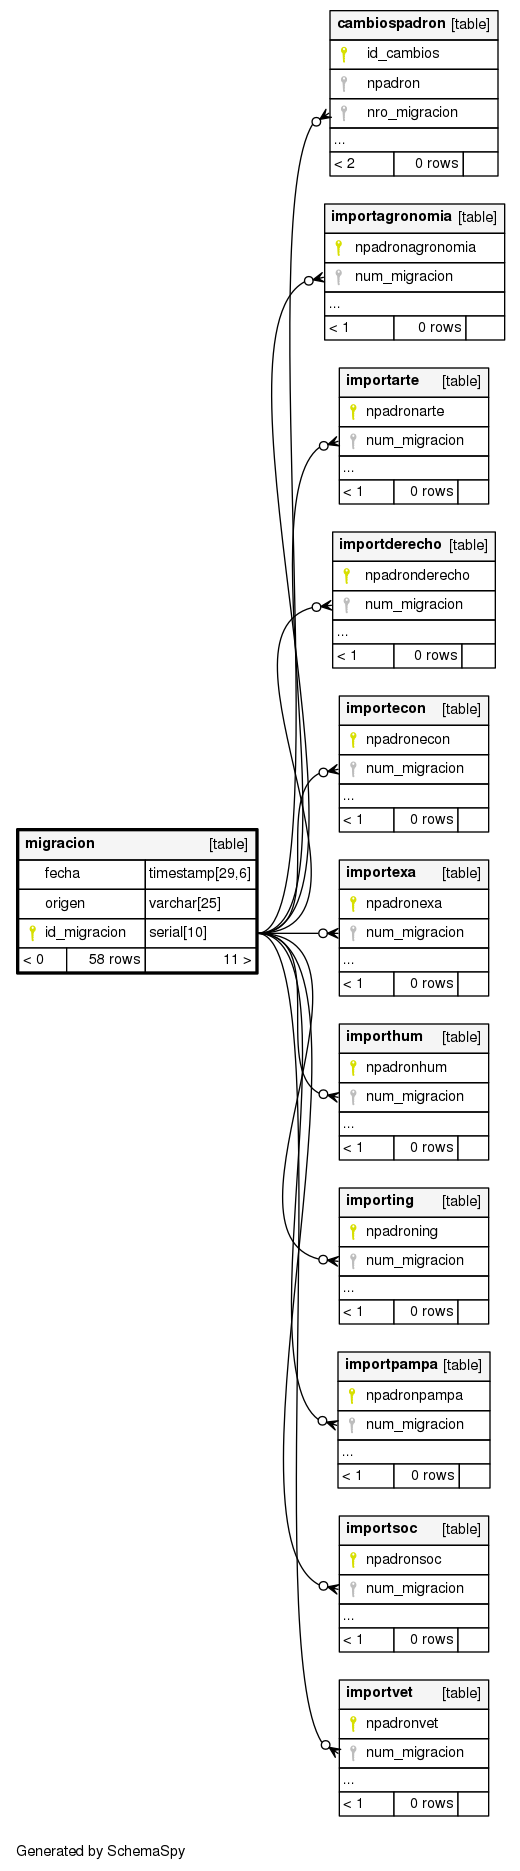 cambiospadron [table]
id_cambios
npadron
nro_migracion
...
< 2 0 rows
importagronomia [table]
npadronagronomia
num_migracion
...
< 1 0 rows
importarte [table]
npadronarte
num_migracion
...
< 1 0 rows
importderecho [table]
npadronderecho
num_migracion
...
< 1 0 rows
importecon [table]
npadronecon
num_migracion
...
< 1 0 rows
migracion [table]
fecha timestamp[29,6]
origen varchar[25]
id_migracion serial[10]
< 0 58 rows 11 >
importexa [table]
npadronexa
num_migracion
...
< 1 0 rows
importhum [table]
npadronhum
num_migracion
...
< 1 0 rows
importing [table]
npadroning
num_migracion
...
< 1 0 rows
importpampa [table]
npadronpampa
num_migracion
...
< 1 0 rows
importsoc [table]
npadronsoc
num_migracion
...
< 1 0 rows
importvet [table]
npadronvet
num_migracion
...
< 1 0 rows
Generated by SchemaSpy